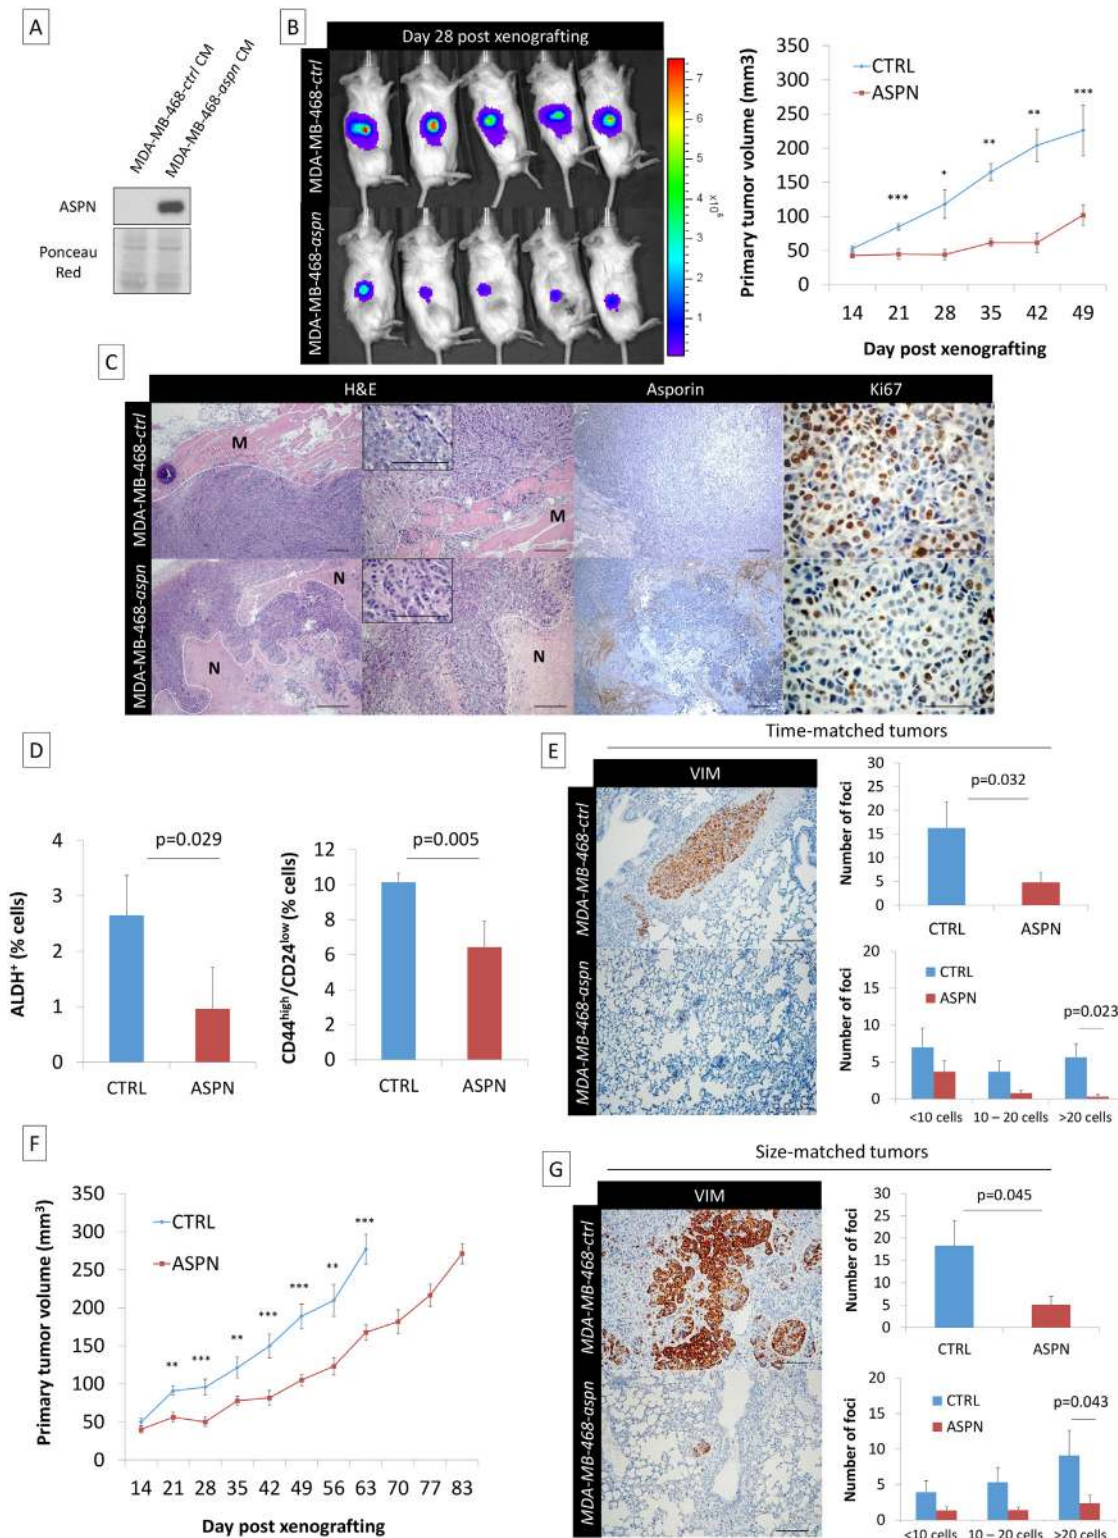 A
MDA-MB-468-ctrl CM
MDA-MB-468-aspn CM
ASPN
Ponceau
Red
B
Day 28 post xenografting
MDA-MB-468-ctrl
MDA-MB-468-aspn
7
6
5
4
3
2
1
x10⁶
Primary tumor volume (mm3)
350
300
250
200
150
100
50
0
CTRL
ASPN
***
*
**
**
***
14 21 28 35 42 49
Day post xenografting
C
H&E
Asporin
Ki67
MDA-MB-468-ctrl
M
M
MDA-MB-468-aspn
N
N
N
D
ALDH⁺ (% cells)
4
3
2
1
0
p=0.029
CTRL ASPN
CD44ʰⁱᵍʰ/CD24ˡᵒʷ (% cells)
12
10
8
6
4
2
0
p=0.005
CTRL ASPN
E
Time-matched tumors
VIM
MDA-MB-468-ctrl
MDA-MB-468-aspn
Number of foci
30
25
20
15
10
5
0
p=0.032
CTRL ASPN
Number of foci
20
15
10
5
0
CTRL
ASPN
p=0.023
<10 cells 10 – 20 cells >20 cells
F
Primary tumor volume (mm³)
350
300
250
200
150
100
50
0
CTRL
ASPN
**
***
**
***
***
**
***
14 21 28 35 42 49 56 63 70 77 83
Day post xenografting
G
Size-matched tumors
VIM
MDA-MB-468-ctrl
MDA-MB-468-aspn
Number of foci
30
25
20
15
10
5
0
p=0.045
CTRL ASPN
Number of foci
20
15
10
5
0
CTRL
ASPN
p=0.043
<10 cells 10 – 20 cells >20 cells